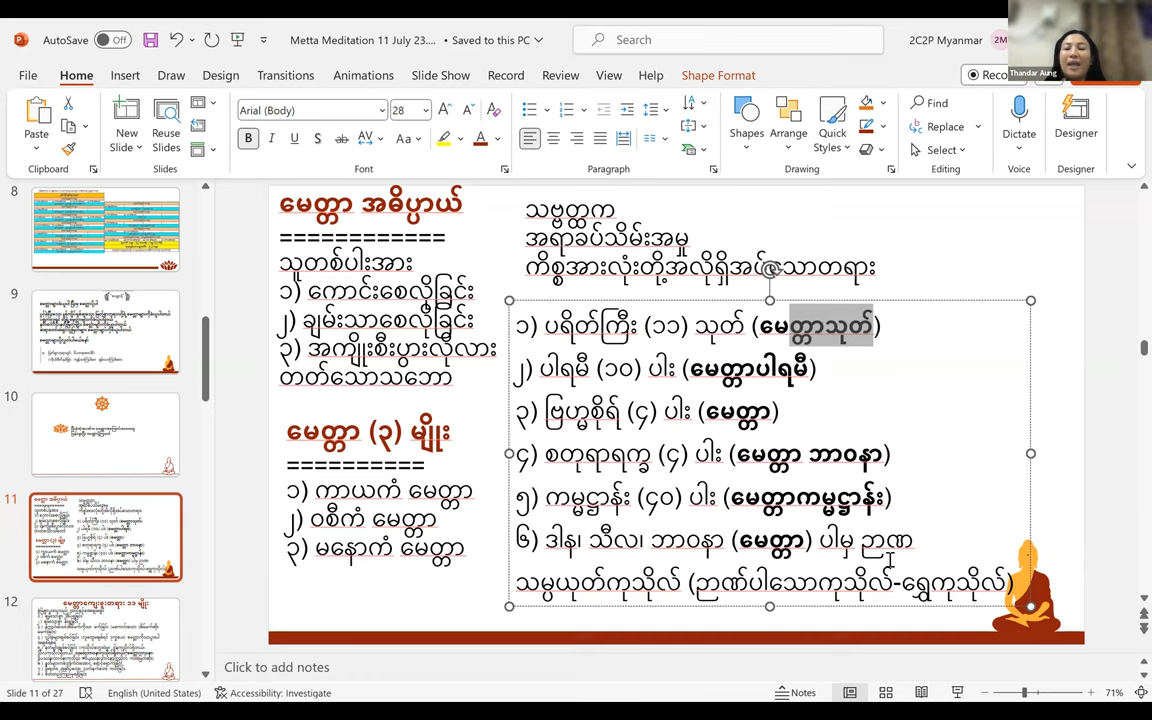 AutoSave Off
Metta Meditation 11 July 23.... • Saved to this PC
Search
2C2P Myanmar 2M
Thandar Aung
File Home Insert Draw Design Transitions Animations Slide Show Record Review View Help Shape Format
Paste New Slide Reuse Slides Arial (Body) 28 Shapes Arrange Quick Styles Find Replace Select Dictate Designer
Clipboard Slides Font Paragraph Drawing Editing Voice Designer
8
9
10
11
12
မေတ္တာ အဓိပ္ပာယ်
============
သူတစ်ပါးအား
၁) ကောင်းစေလိုခြင်း
၂) ချမ်းသာစေလိုခြင်း
၃) အကျိုးစီးပွားလိုလား
တတ်သောသဘော
မေတ္တာ (၃) မျိုး
==========
၁) ကာယကံ မေတ္တာ
၂) ဝစီကံ မေတ္တာ
၃) မနောကံ မေတ္တာ
သဗ္ဗတ္ထက
အရာခပ်သိမ်းအမှု
ကိစ္စအားလုံးတို့အလိုရှိအပ်သောတရား
၁) ပရိတ်ကြီး (၁၁) သုတ် (မေတ္တာသုတ်)
၂) ပါရမီ (၁၀) ပါး (မေတ္တာပါရမီ)
၃) ဗြဟ္မစိုရ် (၄) ပါး (မေတ္တာ)
၄) စတုရာရက္ခ (၄) ပါး (မေတ္တာ ဘာဝနာ)
၅) ကမ္မဋ္ဌာန်း (၄၀) ပါး (မေတ္တာကမ္မဋ္ဌာန်း)
၆) ဒါန၊ သီလ၊ ဘာဝနာ (မေတ္တာ) ပါမှ ဉာဏ
သမ္ပယုတ်ကုသိုလ် (ဉာဏ်ပါသောကုသိုလ်-ရွှေကုသိုလ်)
Click to add notes
Slide 11 of 27 English (United States) Accessibility: Investigate Notes 71%